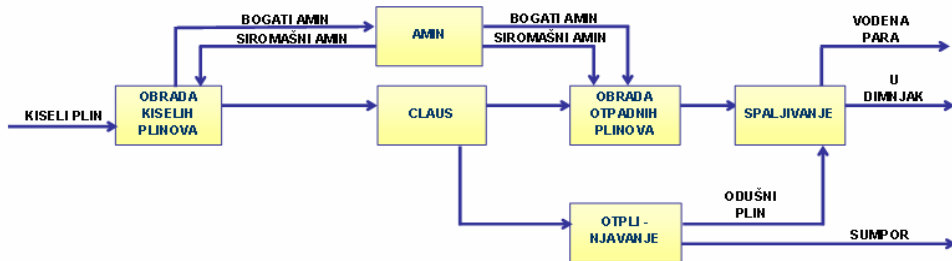 BOGATI AMIN
SIROMAŠNI AMIN
AMIN
BOGATI AMIN
SIROMAŠNI AMIN
VODENA
PARA
KISELI PLIN
OBRADA
KISELIH
PLINOVA
CLAUS
OBRADA
OTPADNIH
PLINOVA
SPALJIVANJE
U
DIMNJAK
OTPLI -
NJAVANJE
ODUŠNI
PLIN
SUMPOR